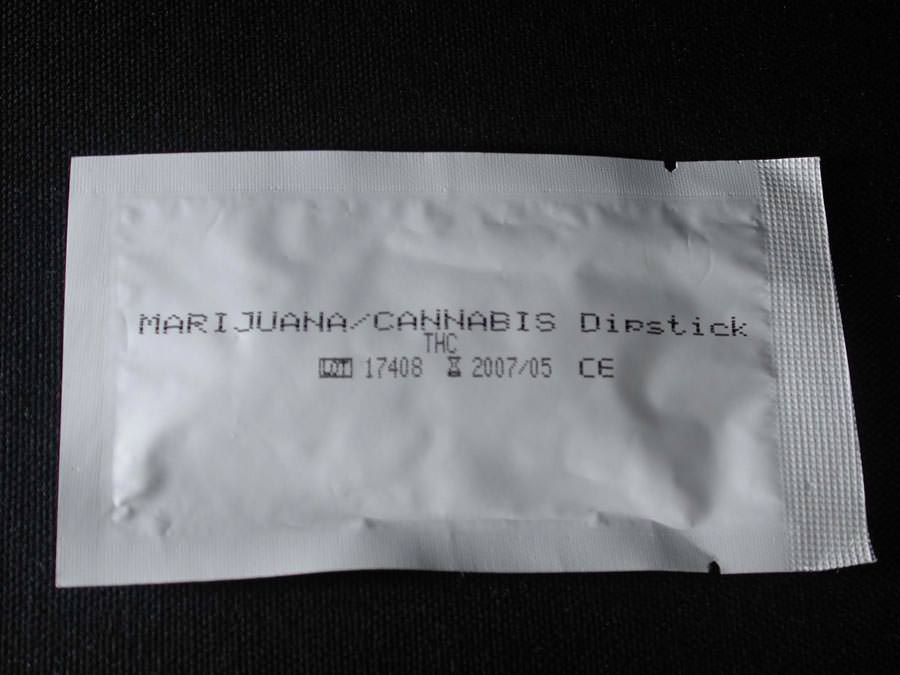 MARIJUANA/CANNABIS Dipstick
THC
LOT 17408 2007/05 CE